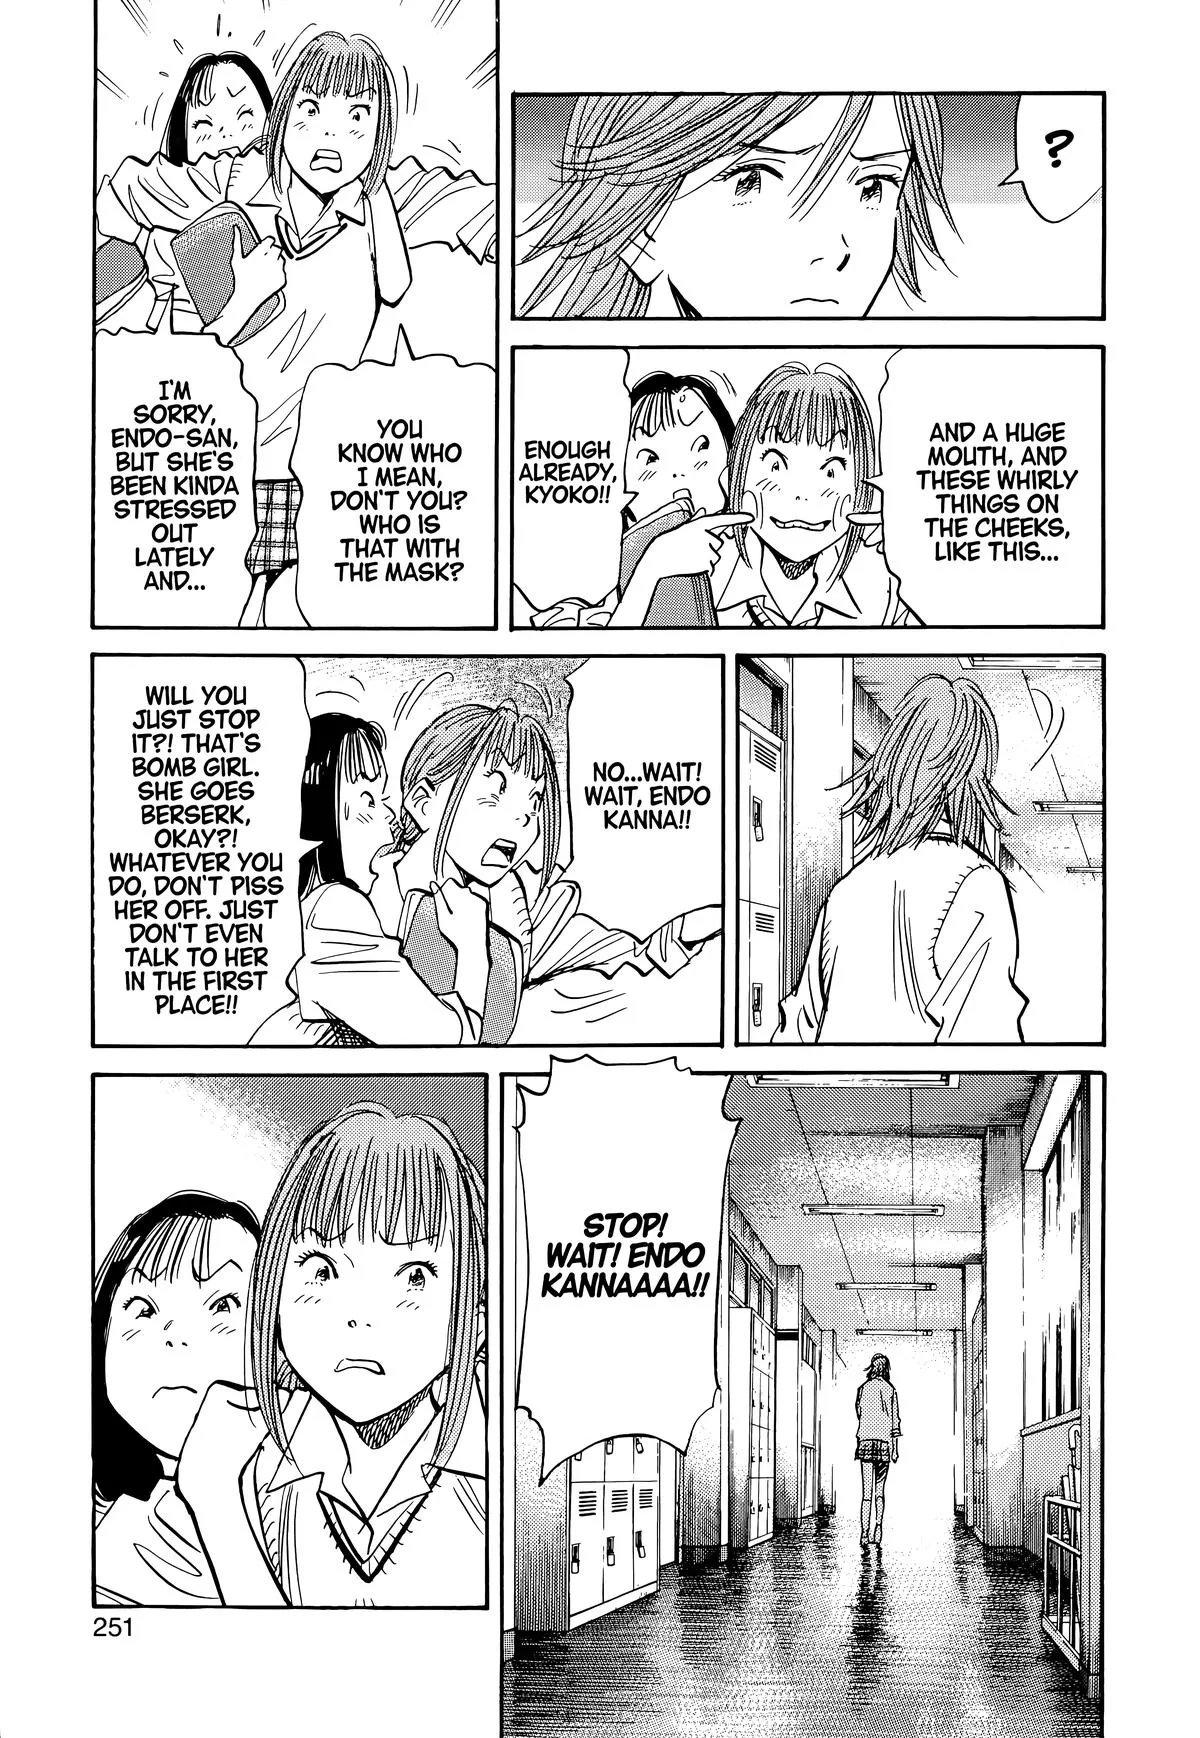 ?
AND A HUGE
MOUTH, AND
THESE WHIRLY
THINGS ON
THE CHEEKS,
LIKE THIS...
ENOUGH
ALREADY,
KYOKO!!
YOU
KNOW WHO
I MEAN,
DON'T YOU?
WHO IS
THAT WITH
THE MASK?
I'M
SORRY,
ENDO-SAN,
BUT SHE'S
BEEN KINDA
STRESSED
OUT
LATELY
AND...
NO...WAIT!
WAIT, ENDO
KANNA!!
WILL YOU
JUST STOP
IT?! THAT'S
BOMB GIRL.
SHE GOES
BERSERK,
OKAY?!
WHATEVER YOU
DO, DON'T PISS
HER OFF. JUST
DON'T EVEN
TALK TO HER
IN THE FIRST
PLACE!!
STOP!
WAIT! ENDO
KANNAAAA!!
251